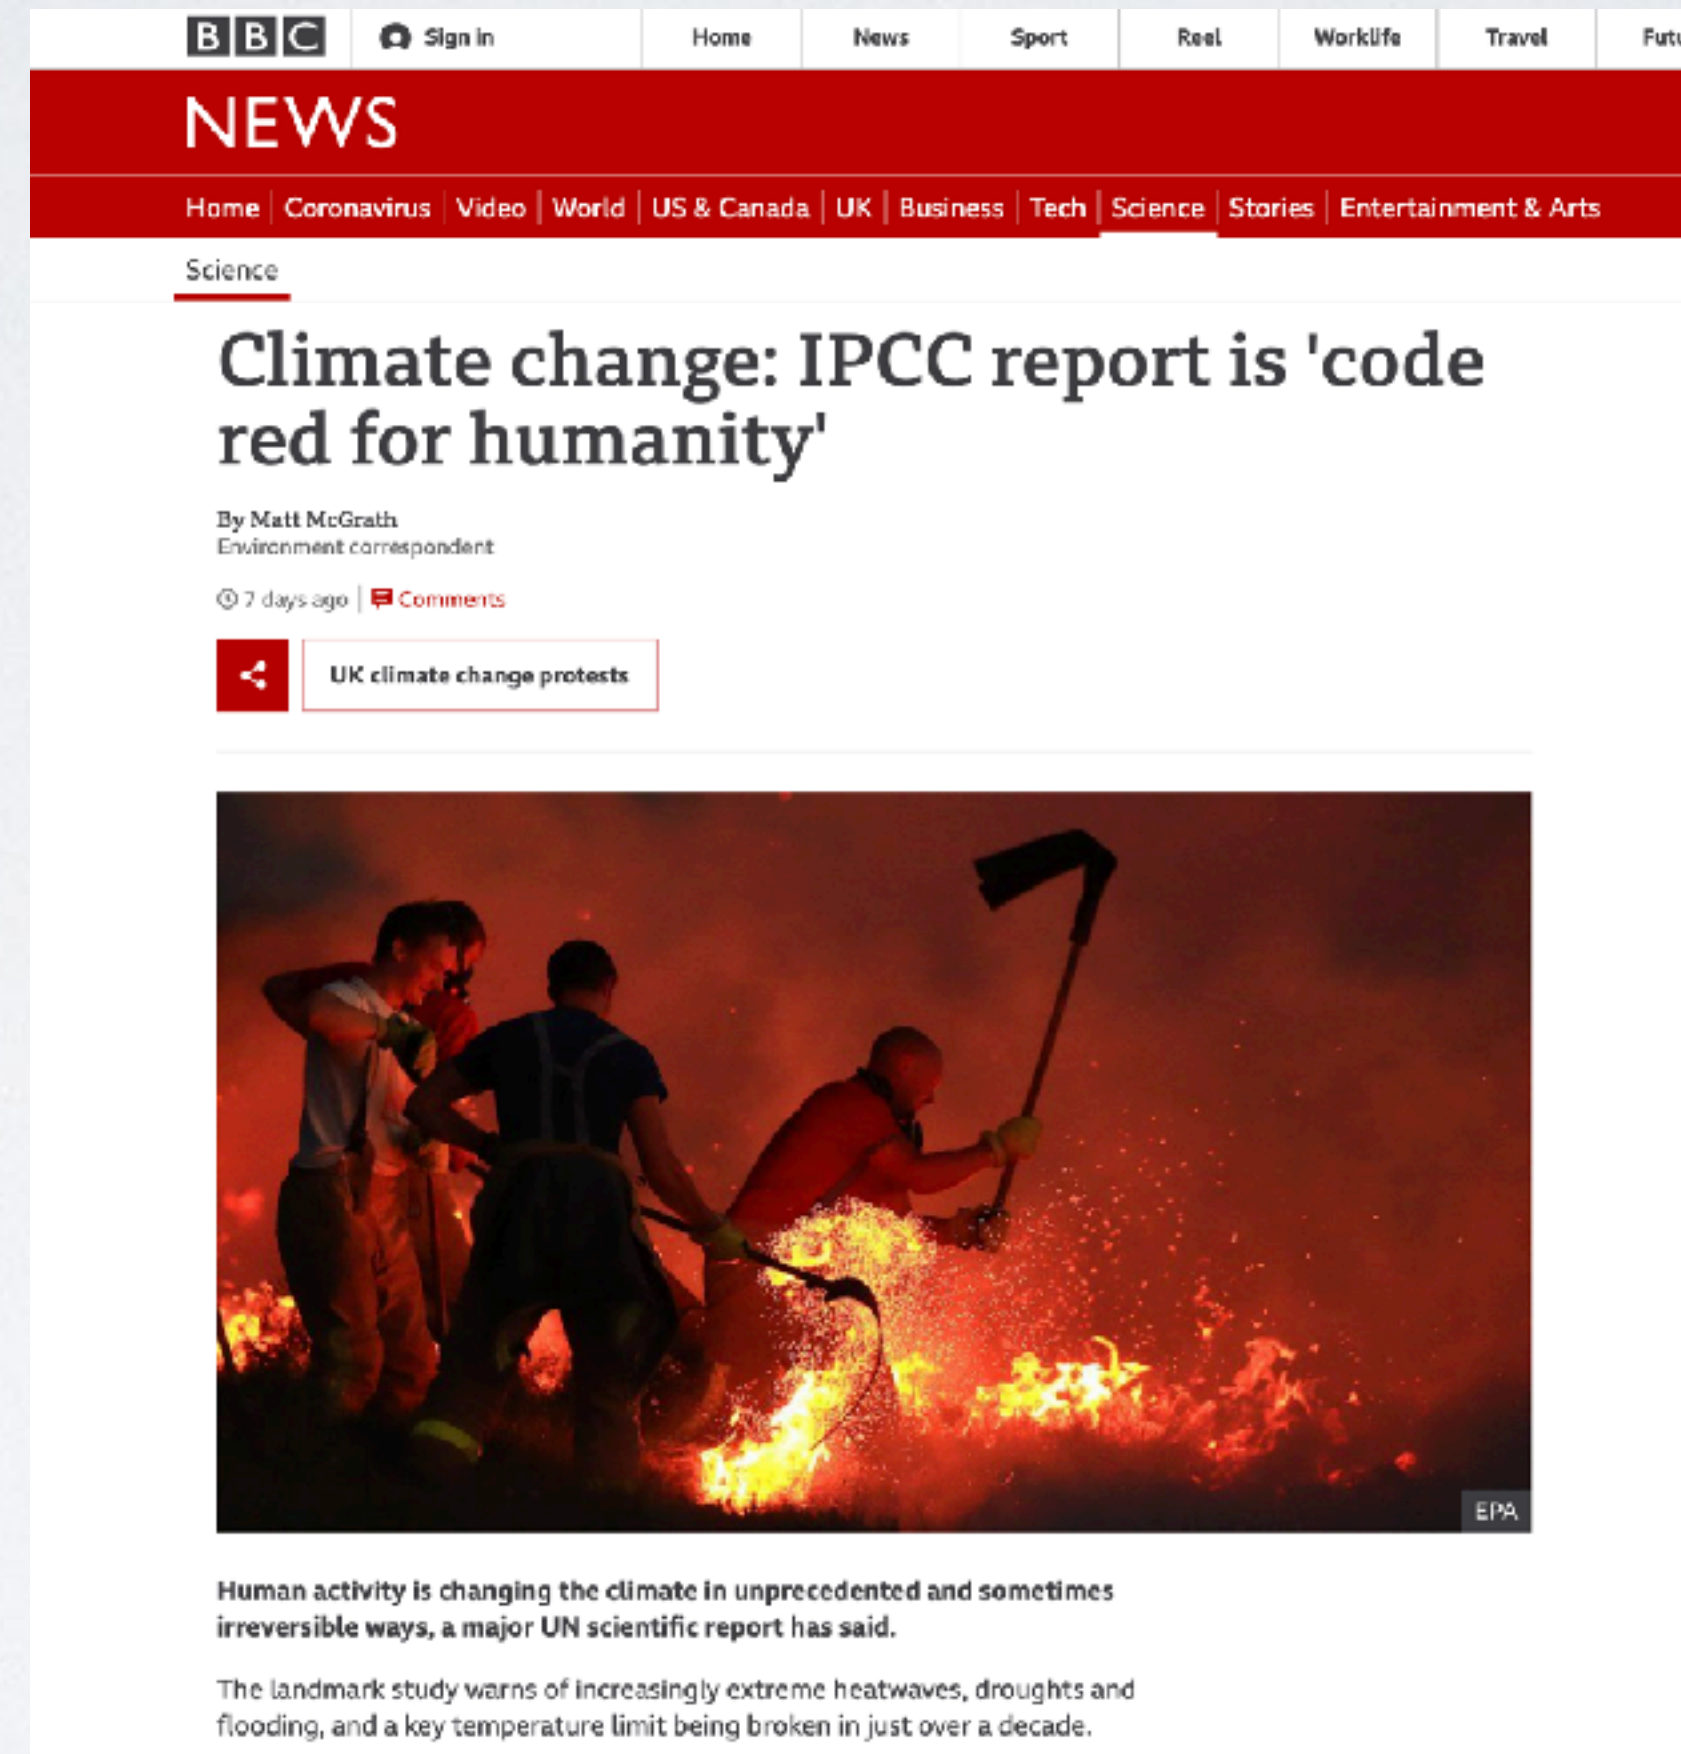 BBC Sign in Home News Sport Reel Worklife Travel
NEWS
Home Coronavirus Video World US & Canada UK Business Tech Science Stories Entertainment & Arts
Science
Climate change: IPCC report is 'code
red for humanity'
By Matt McGrath
Environment correspondent
7 days ago Comments
UK climate change protests
EPA
Human activity is changing the climate in unprecedented and sometimes
irreversible ways, a major UN scientific report has said.
The landmark study warns of increasingly extreme heatwaves, droughts and
flooding, and a key temperature limit being broken in just over a decade.